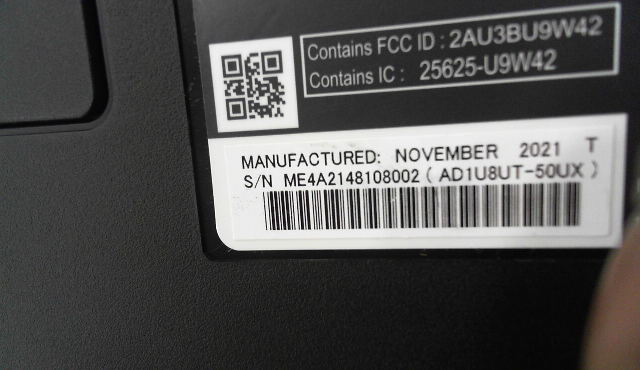 Contains FCC ID : 2AU3BU9W42
Contains IC : 25625-U9W42
MANUFACTURED: NOVEMBER 2021 T
S/N ME4A2148108002 ( AD1U8UT-50UX )